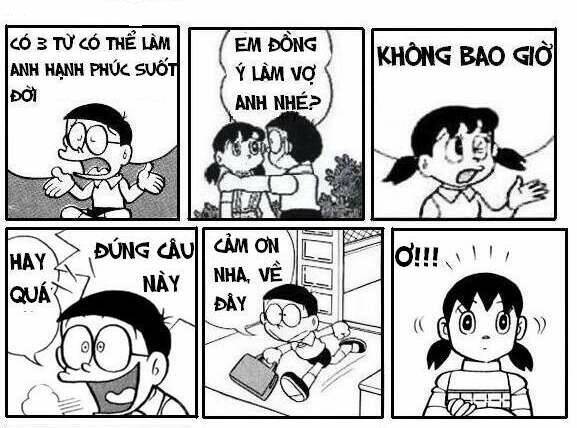 CÓ 3 TỪ CÓ THỂ LÀM
ANH HẠNH PHÚC SUỐT
ĐỜI
EM ĐỒNG
Ý LÀM VỢ
ANH NHÉ?
KHÔNG BAO GIỜ
HAY
QUÁ
ĐÚNG CÂU
NÀY
CẢM ƠN
NHA, VỀ
ĐÂY
Ơ!!!